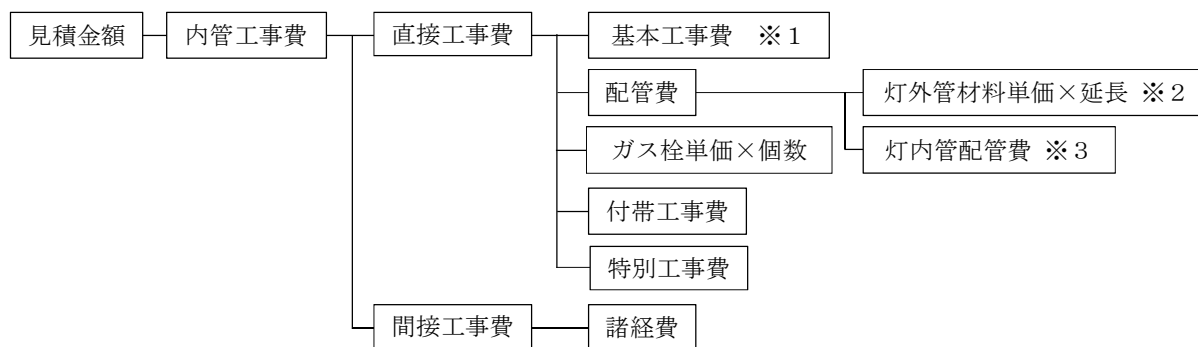 見積金額 内管工事費 直接工事費 基本工事費 ※1
配管費 灯外管材料単価×延長 ※2
ガス栓単価×個数 灯内管配管費 ※3
付帯工事費
特別工事費
間接工事費 諸経費